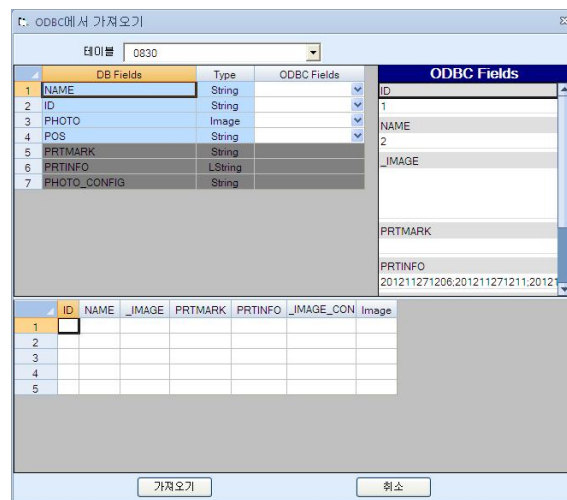 ODBC에서 가져오기
테이블 0830
DB Fields Type ODBC Fields
1 NAME String
2 ID String
3 PHOTO Image
4 POS String
5 PRTMARK String
6 PRTINFO LString
7 PHOTO_CONFIG String
ODBC Fields
ID
1
NAME
2
_IMAGE
PRTMARK
PRTINFO
201211271206;201211271211;20121
ID NAME _IMAGE PRTMARK PRTINFO _IMAGE_CON Image
1
2
3
4
5
가져오기 취소